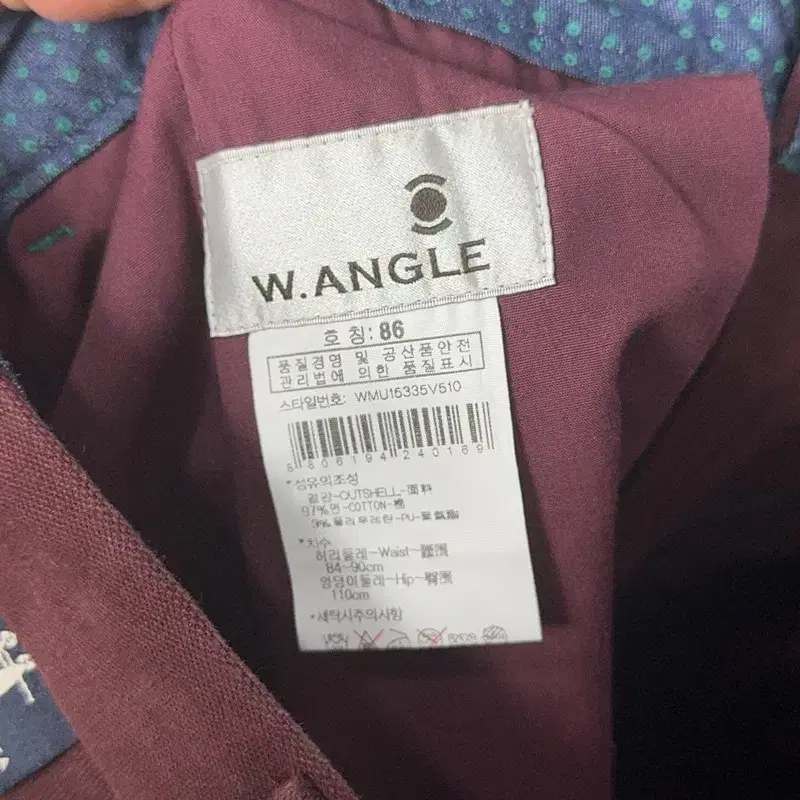 W.ANGLE
호 칭: 86
품질경영 및 공산품안전
관리법에 의한 품질표시
스타일번호: WMU15335V510
8 806194 240169
*섬유의조성
겉감-OUTSHELL-面料
97%면-COTTON-棉
3%폴리우레탄-PU-聚氨酯
*치수
허리둘레-Waist-腰围
84-90cm
엉덩이둘레-Hip-臀围
110cm
*세탁시주의사항